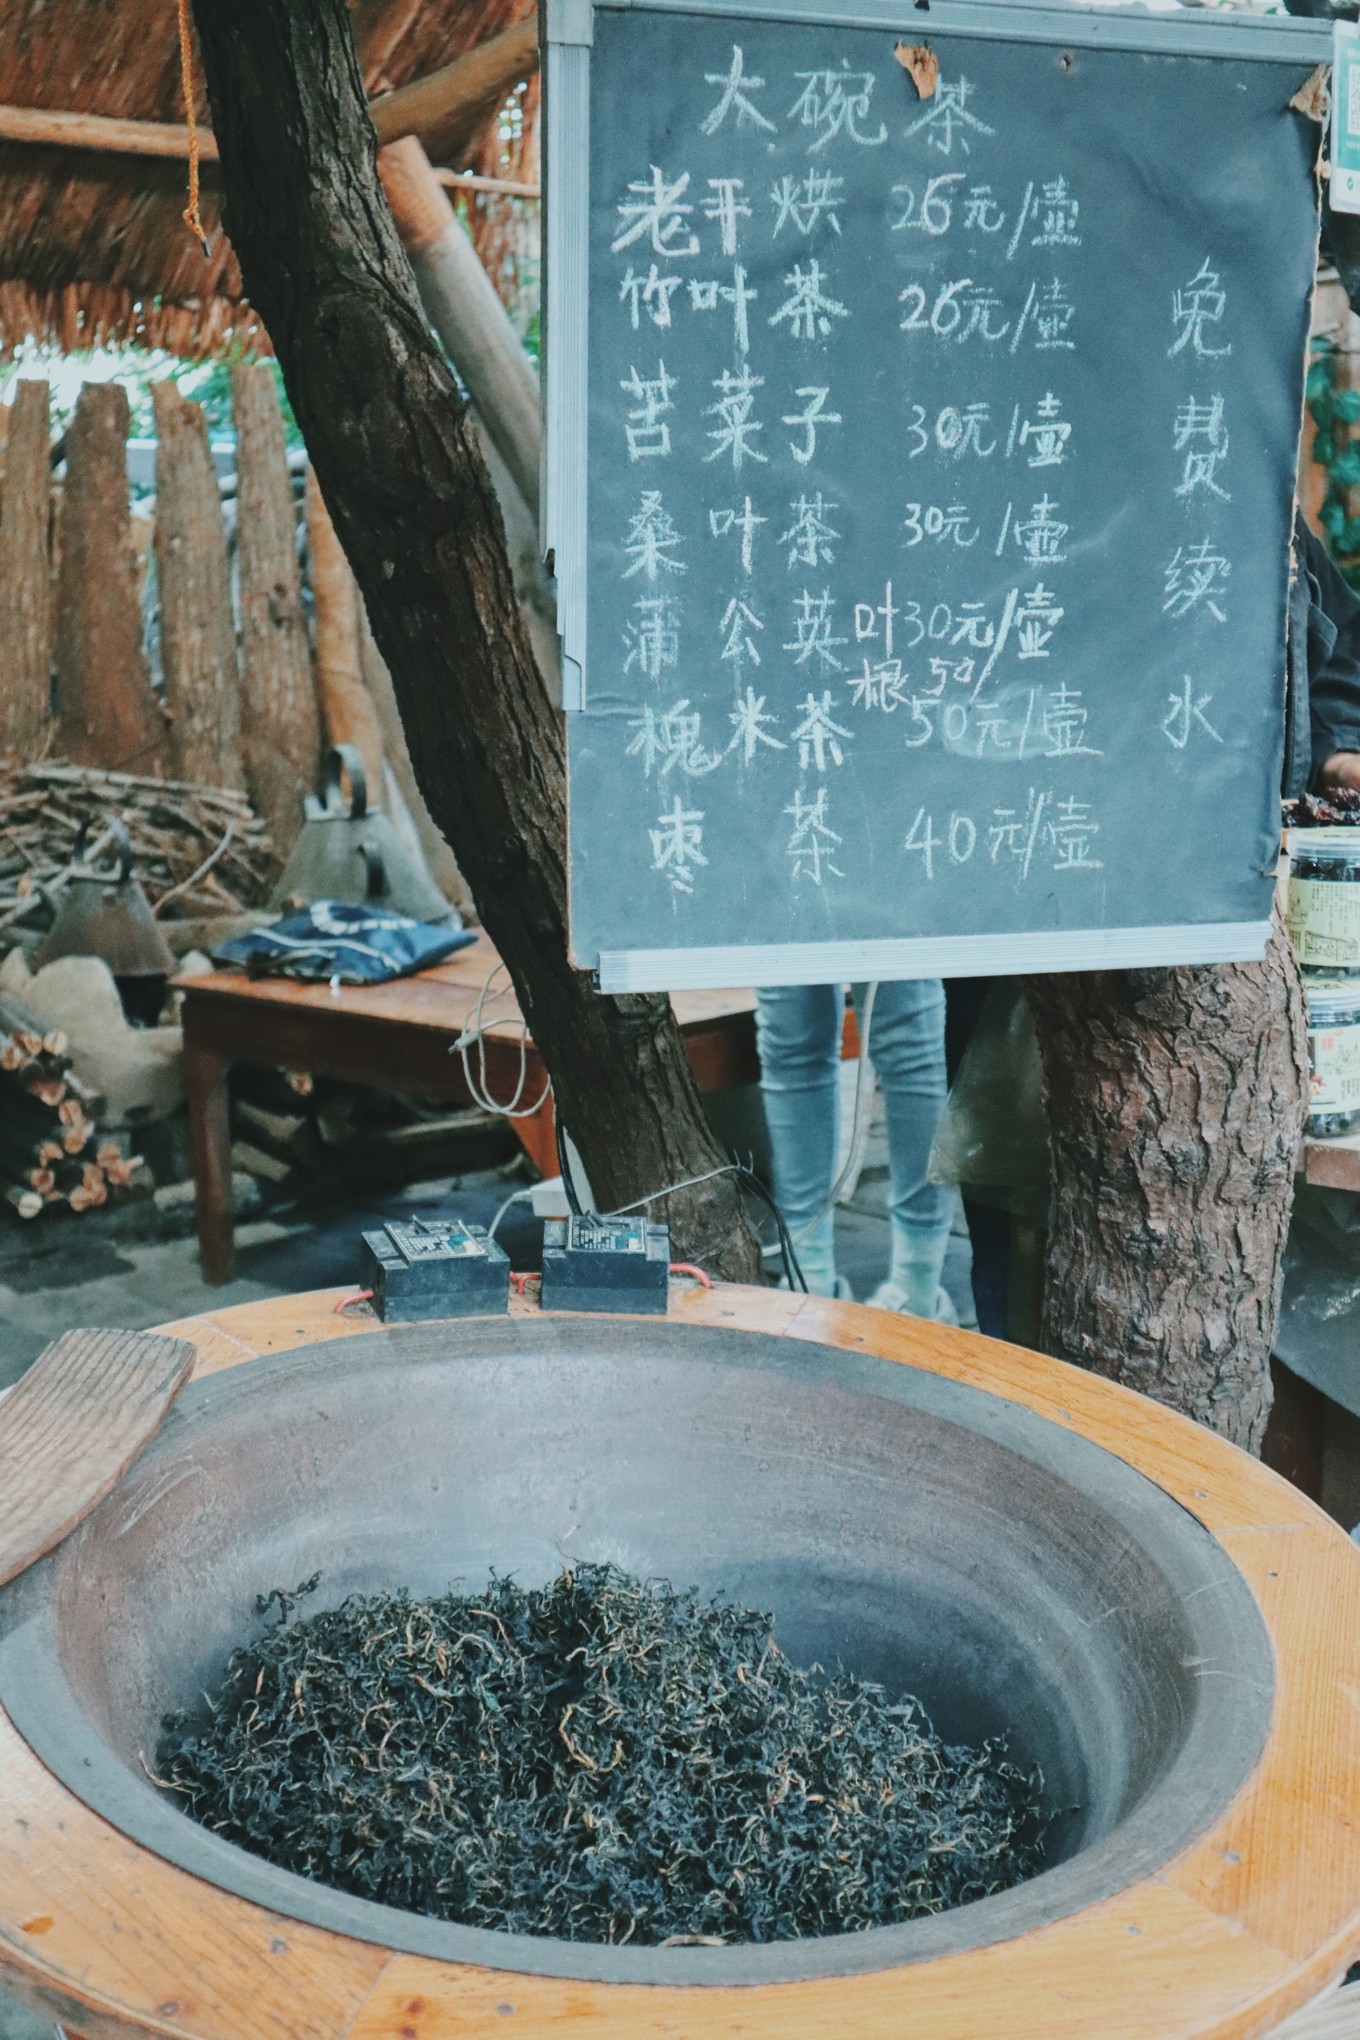 大碗茶
老干烘 26元/壶
竹叶茶 26元/壶
苦菜子 30元/壶
桑叶茶 30元/壶
蒲公英 叶30元/壶
根50/
槐米茶 50元/壶
枣茶 40元/壶
免费续水